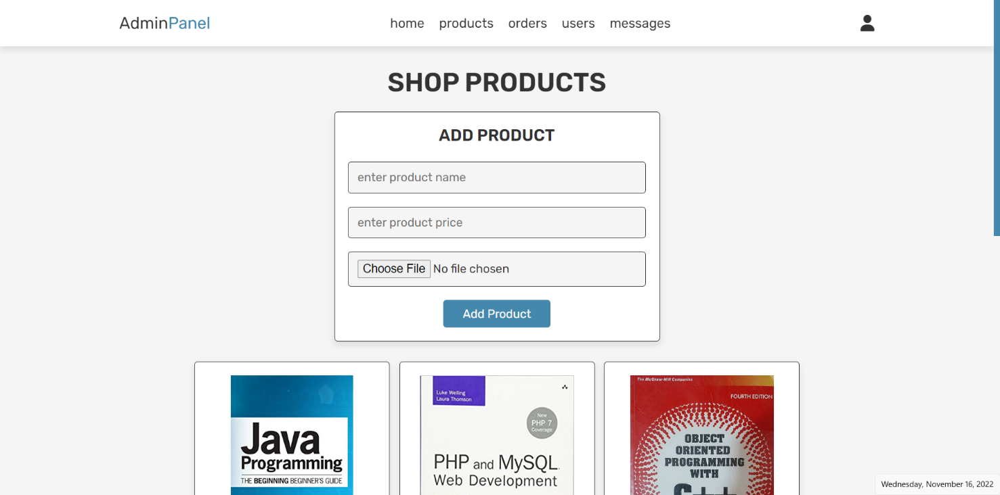 AdminPanel
home products orders users messages
SHOP PRODUCTS
ADD PRODUCT
enter product name
enter product price
Choose File No file chosen
Add Product
Java
Programming
THE BEGINNING BEGINNER'S GUIDE
Luke Welling
Laura Thomson
New
PHP 7
Coverage
PHP and MySQL
Web Development
The McGraw-Hill Companies
FOURTH EDITION
OBJECT
ORIENTED
PROGRAMMING
WITH
C++
Wednesday, November 16, 2022